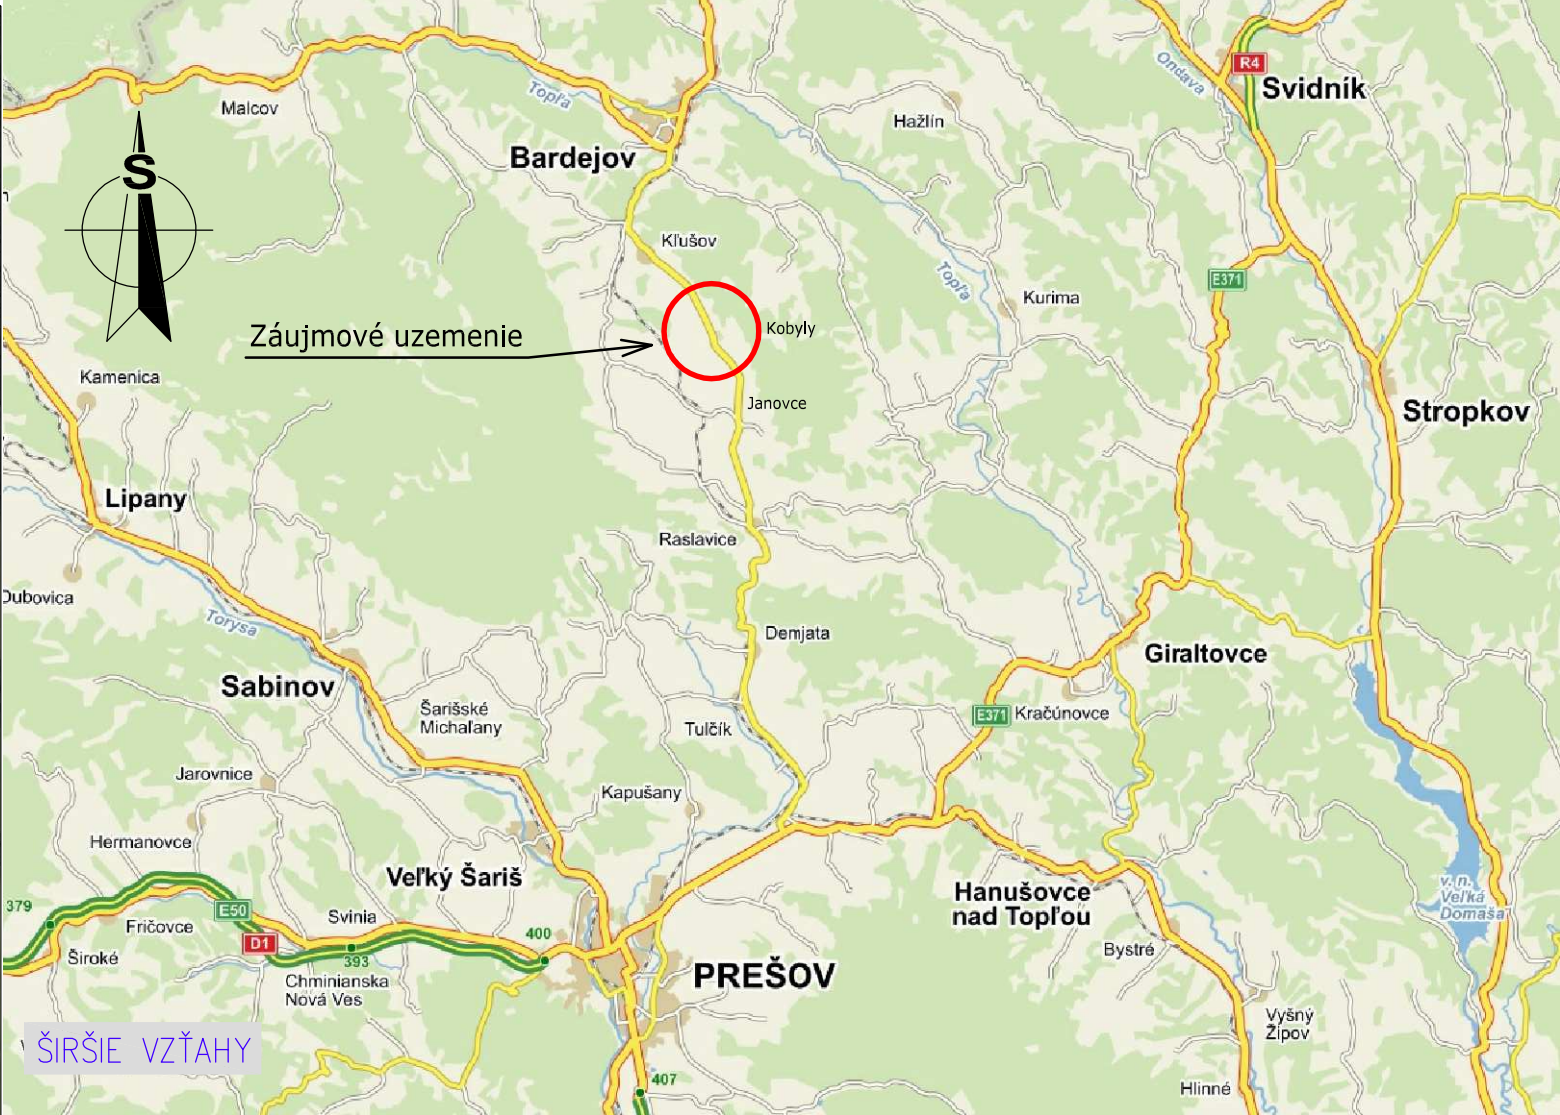 R4
Svidník
Ondava
Malcov
Topľa
Hažlín
Bardejov
S
Kľušov
Topľa
Kurima
E371
Záujmové uzemenie
Kobyly
Kamenica
Janovce
Stropkov
Lipany
Raslavice
Dubovica
Torysa
Demjata
Giraltovce
Sabinov
Šarišské
Michaľany
E371
Kračúnovce
Tulčík
Jarovnice
Kapušany
Hermanovce
Veľký Šariš
Hanušovce
nad Topľou
v. n.
Veľká
Domaša
379
E50
Svinia
Fričovce
400
D1
Široké
393
Bystré
PREŠOV
Chminianska
Nová Ves
Vyšný
Žipov
ŠIRŠIE VZŤAHY
407
Hlinné